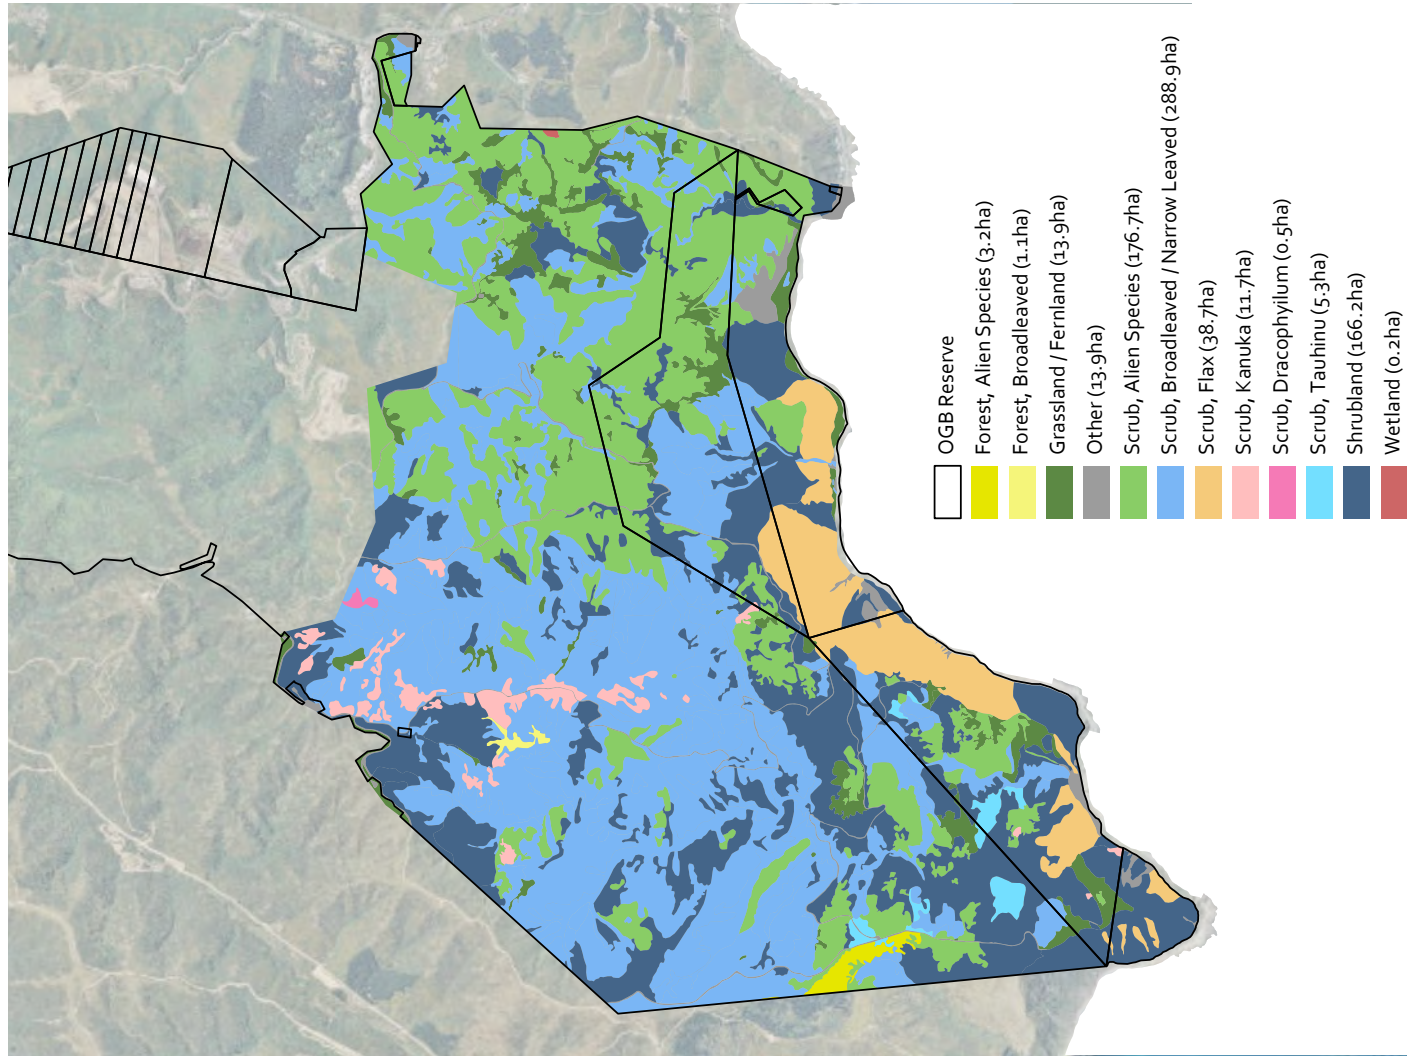 OGB Reserve
Forest, Alien Species (3.2ha)
Forest, Broadleaved (1.1ha)
Grassland / Fernland (13.9ha)
Other (13.9ha)
Scrub, Alien Species (176.7ha)
Scrub, Broadleaved / Narrow Leaved (288.9ha)
Scrub, Flax (38.7ha)
Scrub, Kanuka (11.7ha)
Scrub, Dracophyllum (0.5ha)
Scrub, Tauhinu (5.3ha)
Shrubland (166.2ha)
Wetland (0.2ha)